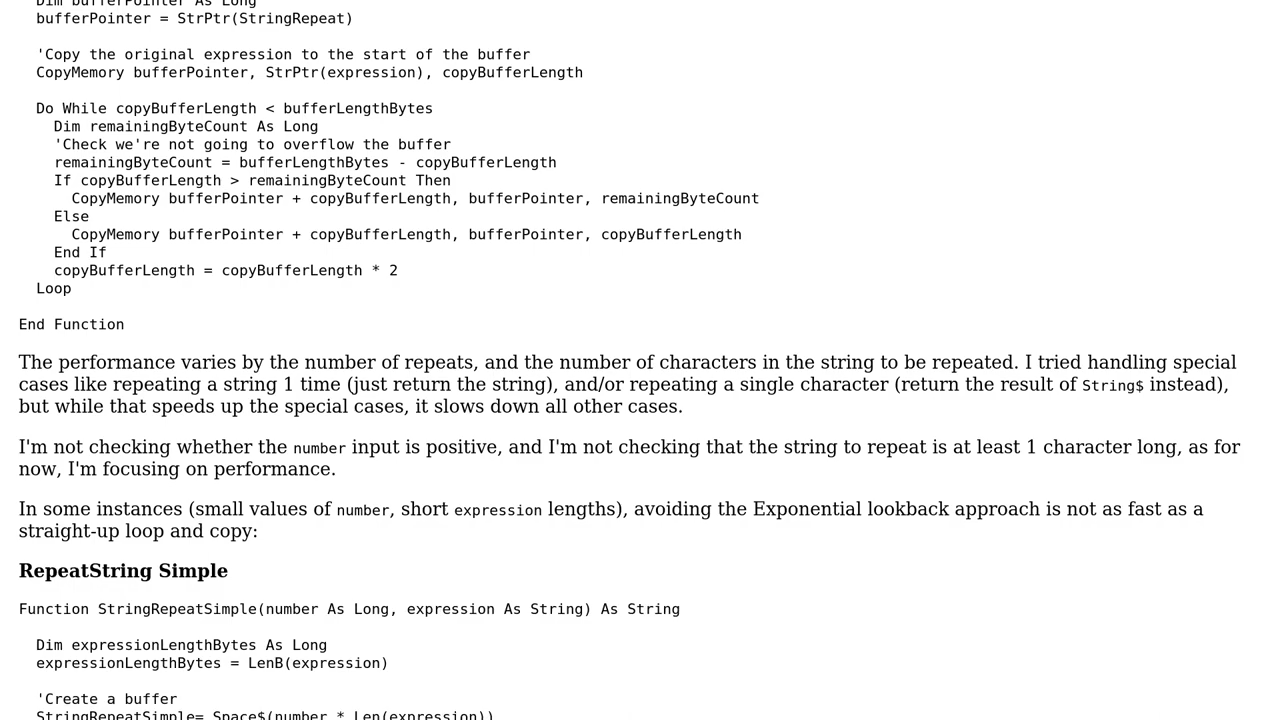 Dim bufferPointer As Long
bufferPointer = StrPtr(StringRepeat)
'Copy the original expression to the start of the buffer
CopyMemory bufferPointer, StrPtr(expression), copyBufferLength
Do While copyBufferLength < bufferLengthBytes
Dim remainingByteCount As Long
'Check we're not going to overflow the buffer
remainingByteCount = bufferLengthBytes - copyBufferLength
If copyBufferLength > remainingByteCount Then
CopyMemory bufferPointer + copyBufferLength, bufferPointer, remainingByteCount
Else
CopyMemory bufferPointer + copyBufferLength, bufferPointer, copyBufferLength
End If
copyBufferLength = copyBufferLength * 2
Loop
End Function
The performance varies by the number of repeats, and the number of characters in the string to be repeated. I tried handling special
cases like repeating a string 1 time (just return the string), and/or repeating a single character (return the result of String$ instead),
but while that speeds up the special cases, it slows down all other cases.
I'm not checking whether the number input is positive, and I'm not checking that the string to repeat is at least 1 character long, as for
now, I'm focusing on performance.
In some instances (small values of number, short expression lengths), avoiding the Exponential lookback approach is not as fast as a
straight-up loop and copy:
RepeatString Simple
Function StringRepeatSimple(number As Long, expression As String) As String
Dim expressionLengthBytes As Long
expressionLengthBytes = LenB(expression)
'Create a buffer
StringRepeatSimple= Space$(number * Len(expression))